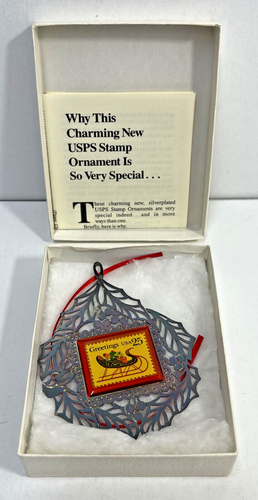 Why This
Charming New
USPS Stamp
Ornament Is
So Very Special . . .
These charming new, silverplated
USPS Stamp Ornaments are very
special indeed . . . and in more
ways than one.
Briefly, here is why.
Greetings USA 25